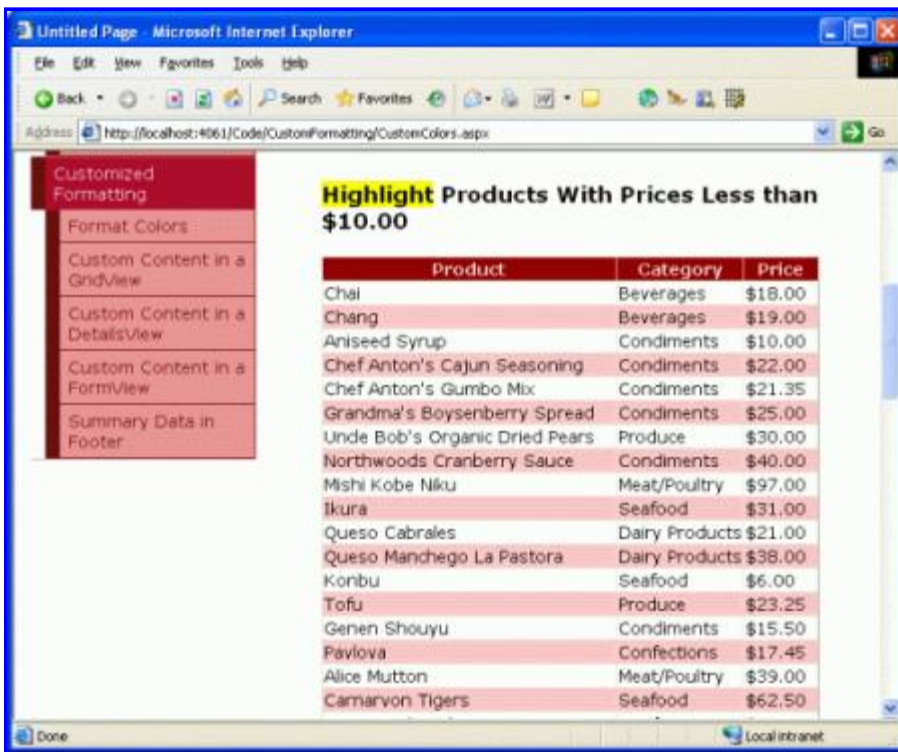 Untitled Page - Microsoft Internet Explorer
File Edit View Favorites Tools Help
Back Search Favorites
Address http://localhost:4061/Code/CustomFormatting/CustomColors.aspx Go
Customized
Formatting
Format Colors
Custom Content in a
GridView
Custom Content in a
DetailsView
Custom Content in a
FormView
Summary Data in
Footer
Highlight Products With Prices Less than
$10.00
Product Category Price
Chai Beverages $18.00
Chang Beverages $19.00
Aniseed Syrup Condiments $10.00
Chef Anton's Cajun Seasoning Condiments $22.00
Chef Anton's Gumbo Mix Condiments $21.35
Grandma's Boysenberry Spread Condiments $25.00
Uncle Bob's Organic Dried Pears Produce $30.00
Northwoods Cranberry Sauce Condiments $40.00
Mishi Kobe Niku Meat/Poultry $97.00
Ikura Seafood $31.00
Queso Cabrales Dairy Products $21.00
Queso Manchego La Pastora Dairy Products $38.00
Konbu Seafood $6.00
Tofu Produce $23.25
Genen Shouyu Condiments $15.50
Pavlova Confections $17.45
Alice Mutton Meat/Poultry $39.00
Carnarvon Tigers Seafood $62.50
Done Local intranet